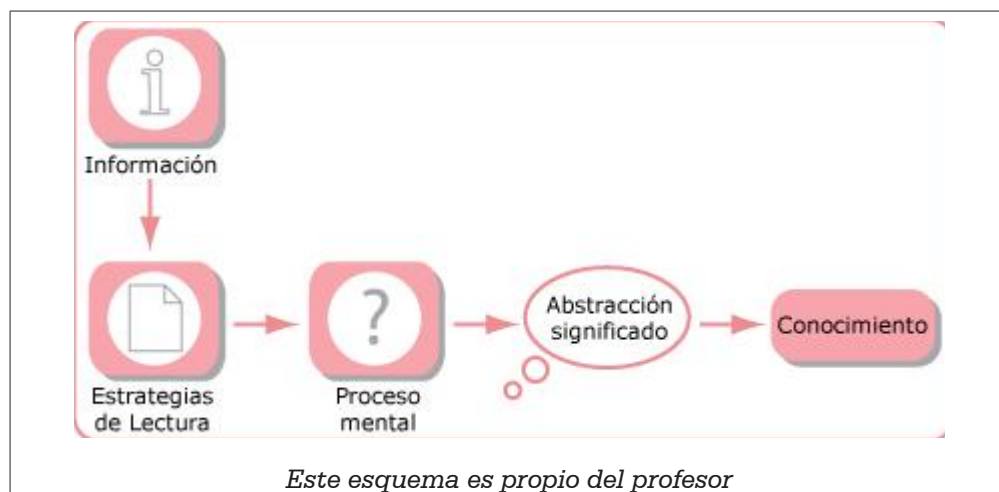 i
Información
Estrategias
de Lectura
?
Proceso
mental
Abstracción
significado
Conocimiento
Este esquema es propio del profesor